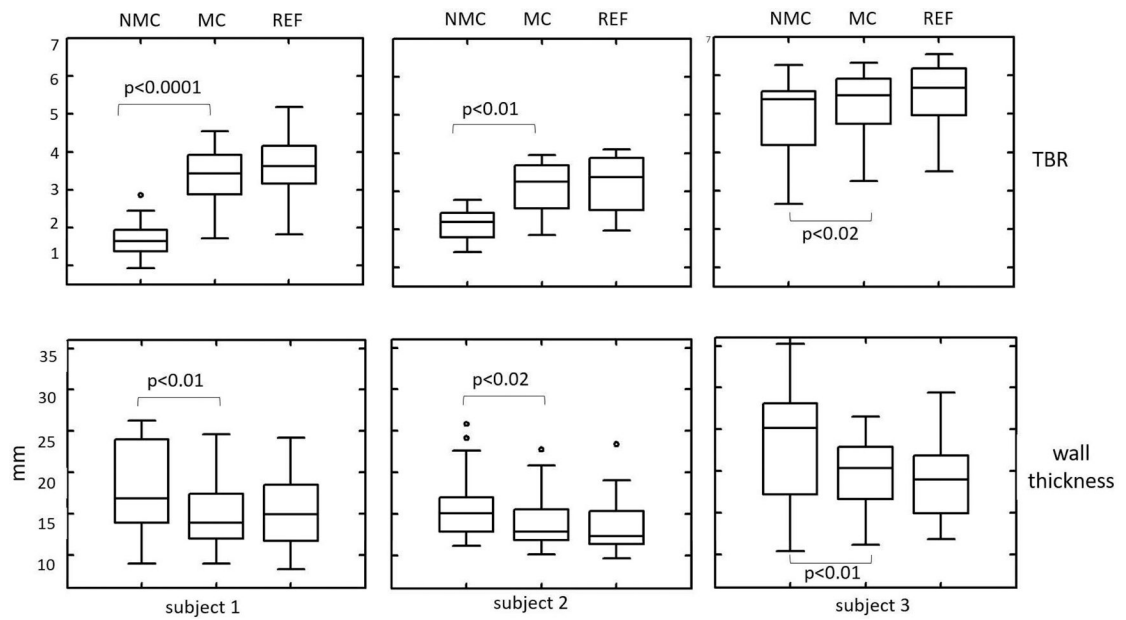 NMC MC REF NMC MC REF NMC MC REF
7
7
6
p<0.0001
p<0.01
5
4
TBR
3
p<0.02
2
1
35
p<0.01
p<0.02
30
25
mm
wall
20
thickness
15
10
p<0.01
subject 1
subject 2
subject 3